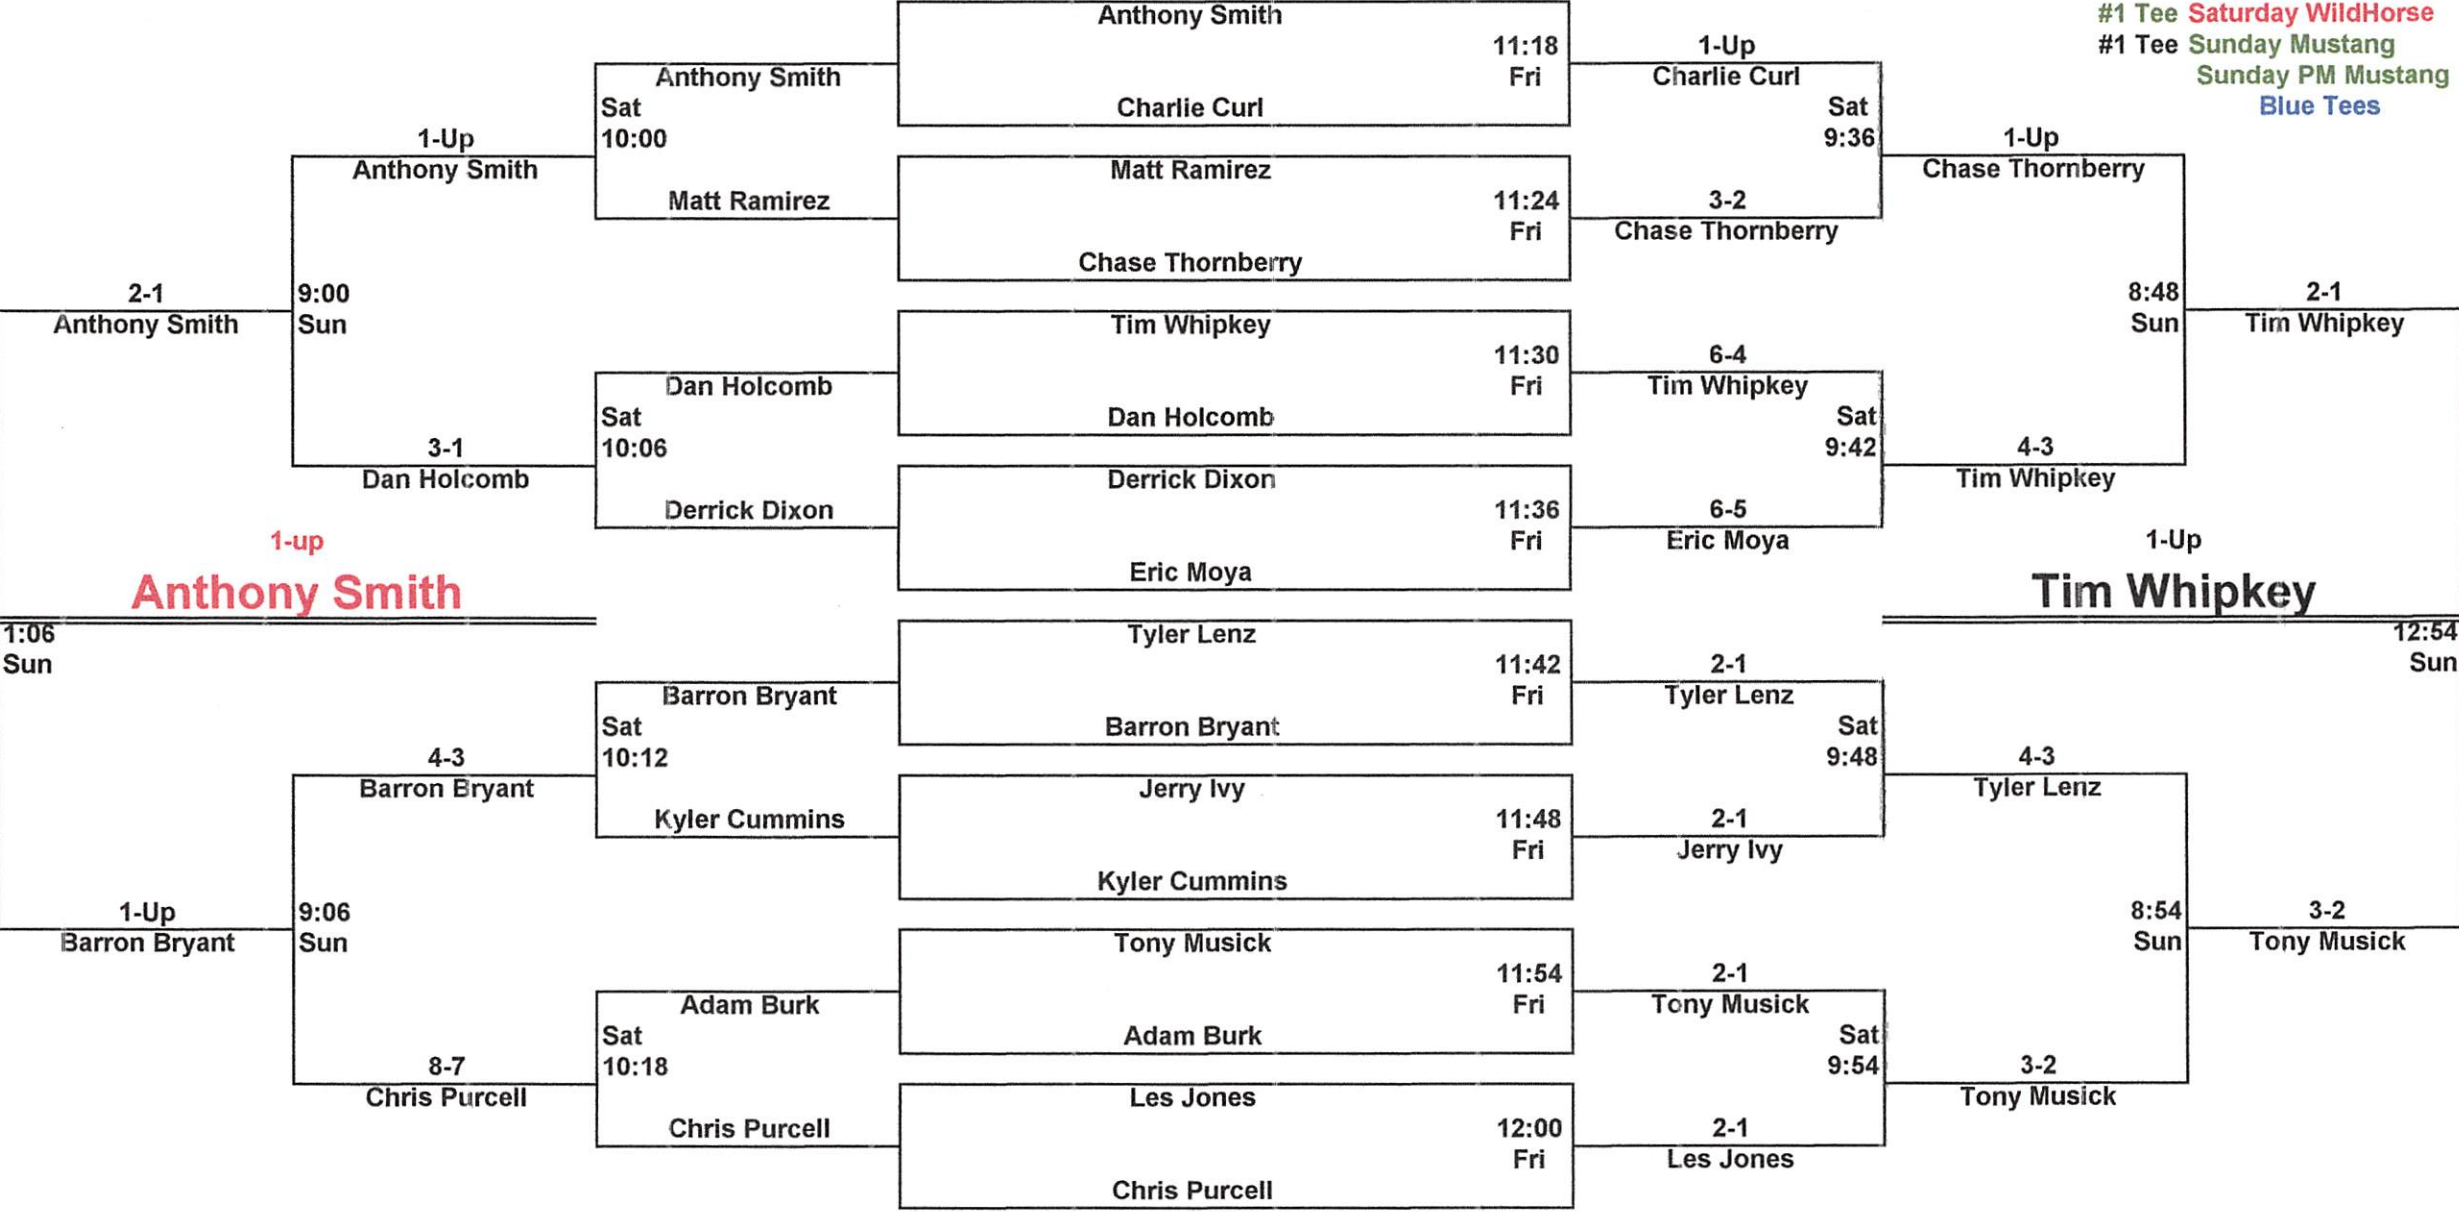 Anthony Smith
#1 Tee Saturday WildHorse
11:18
1-Up
#1 Tee Sunday Mustang
Anthony Smith
Fri
Charlie Curl
Sunday PM Mustang
Sat
Charlie Curl
Sat
Blue Tees
1-Up
10:00
9:36
1-Up
Anthony Smith
Matt Ramirez
Chase Thornberry
Matt Ramirez
11:24
3-2
Fri
Chase Thornberry
Chase Thornberry
2-1
9:00
8:48
2-1
Anthony Smith
Sun
Tim Whipkey
Sun
Tim Whipkey
11:30
6-4
Dan Holcomb
Fri
Tim Whipkey
Sat
Dan Holcomb
Sat
3-1
10:06
9:42
4-3
Dan Holcomb
Derrick Dixon
Tim Whipkey
Derrick Dixon
11:36
6-5
1-up
Fri
Eric Moya
1-Up
Anthony Smith
Eric Moya
Tim Whipkey
1:06
Tyler Lenz
12:54
Sun
11:42
2-1
Sun
Barron Bryant
Fri
Tyler Lenz
Sat
Barron Bryant
Sat
4-3
10:12
9:48
4-3
Barron Bryant
Jerry Ivy
Tyler Lenz
Kyler Cummins
11:48
2-1
Fri
Jerry Ivy
Kyler Cummins
1-Up
9:06
8:54
3-2
Barron Bryant
Sun
Tony Musick
Sun
Tony Musick
11:54
2-1
Adam Burk
Fri
Tony Musick
Sat
Adam Burk
Sat
8-7
10:18
9:54
3-2
Chris Purcell
Les Jones
Tony Musick
Chris Purcell
12:00
2-1
Fri
Les Jones
Chris Purcell